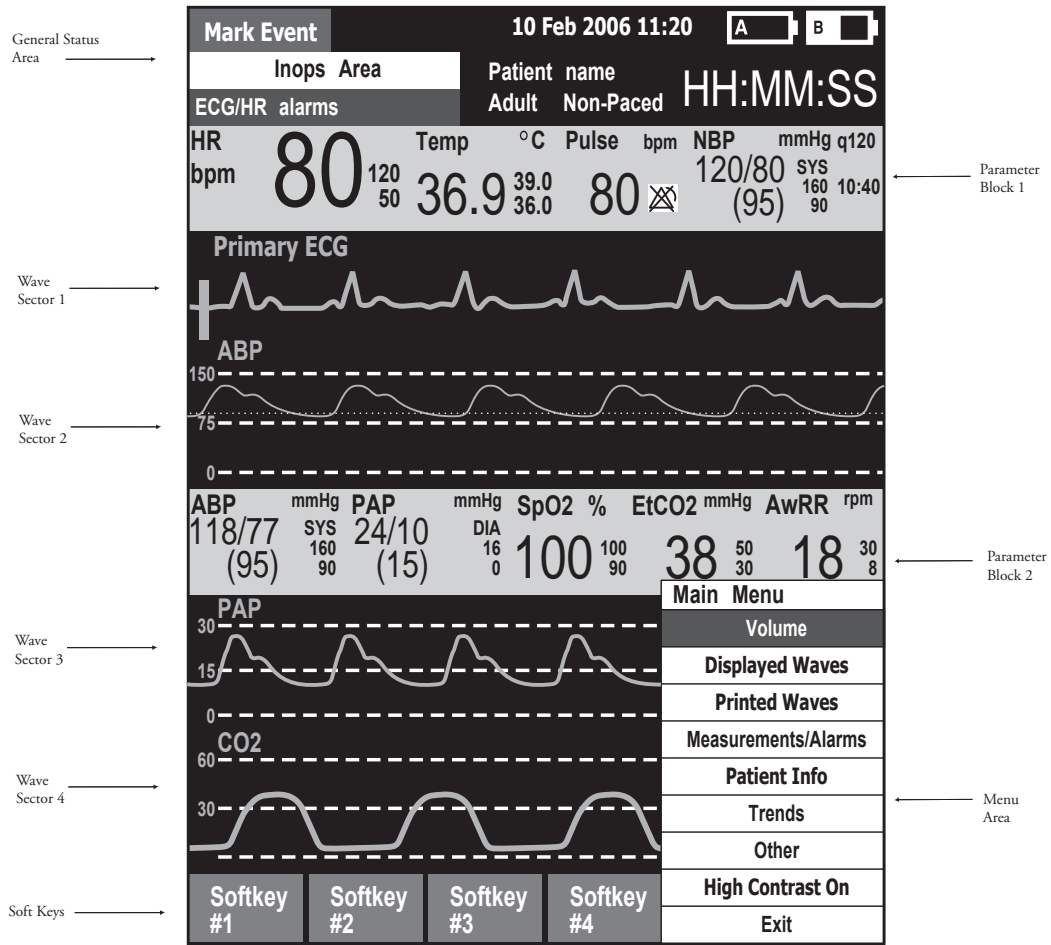 Mark Event
10 Feb 2006 11:20
A
B
General Status
Area
Inops Area
Patient name
Adult Non-Paced
HH:MM:SS
ECG/HR alarms
HR
bpm
80
120
50
Temp °C
36.9
39.0
36.0
Pulse bpm
80
NBP mmHg q120
120/80
(95)
SYS
160
90
10:40
Parameter
Block 1
Primary ECG
Wave
Sector 1
ABP
150
75
0
Wave
Sector 2
ABP mmHg
118/77
(95)
SYS
160
90
PAP mmHg
24/10
(15)
DIA
16
0
SpO2 %
100
100
90
EtCO2 mmHg
38
50
30
AwRR rpm
18
30
8
Parameter
Block 2
PAP
30
15
0
Wave
Sector 3
CO2
60
30
Wave
Sector 4
Main Menu
Volume
Displayed Waves
Printed Waves
Measurements/Alarms
Patient Info
Trends
Other
High Contrast On
Exit
Menu
Area
Soft Keys
Softkey
#1
Softkey
#2
Softkey
#3
Softkey
#4